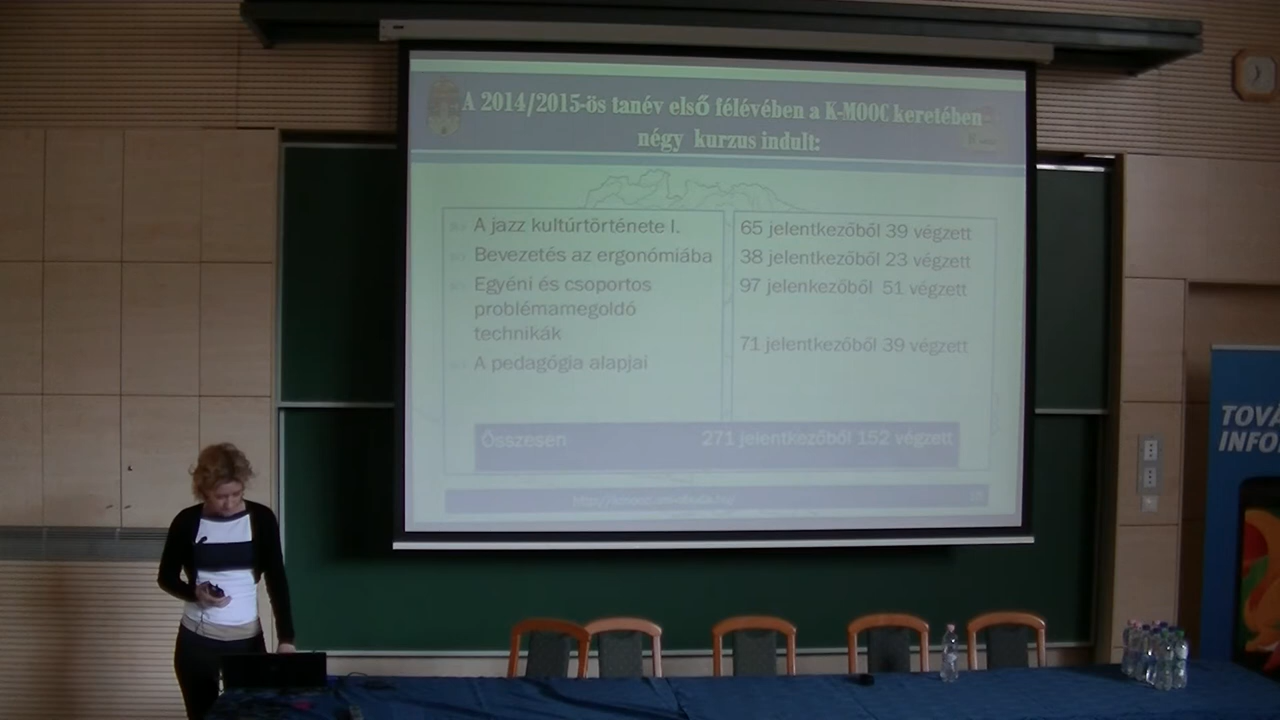 A 2014/2015-ös tanév első félévében a K-MOOC keretében
négy kurzus indult:
A jazz kultúrtörténete I.
Bevezetés az ergonómiába
Egyéni és csoportos
problémamegoldó
technikák
A pedagógia alapjai
65 jelentkezőből 39 végzett
38 jelentkezőből 23 végzett
97 jelenkezőből 51 végzett
71 jelentkezőből 39 végzett
Összesen 271 jelentkezőből 152 végzett
TOVÁ
INFO